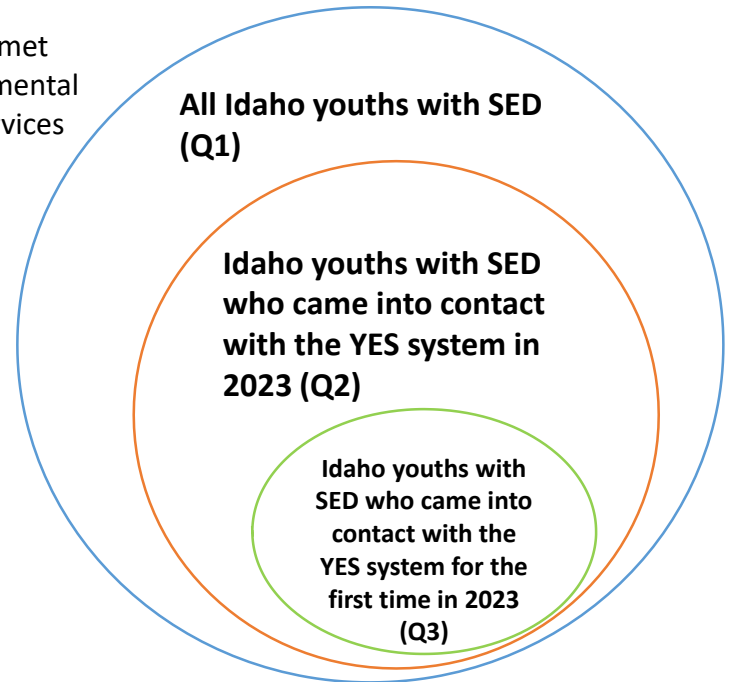 met
mental
vices
All Idaho youths with SED
(Q1)
Idaho youths with SED
who came into contact
with the YES system in
2023 (Q2)
Idaho youths with
SED who came into
contact with the
YES system for the
first time in 2023
(Q3)